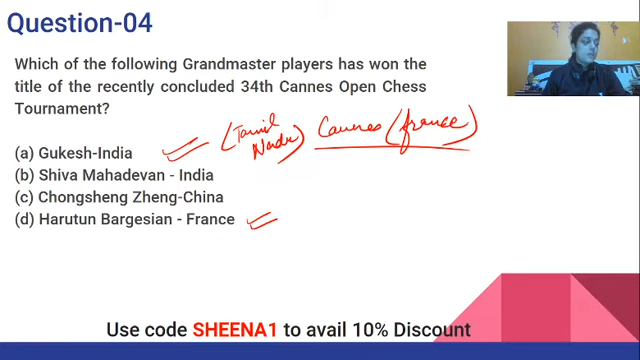 Question-04
Which of the following Grandmaster players has won the
title of the recently concluded 34th Cannes Open Chess
Tournament?
(Tamil Nadu) Cannes (france)
(a) Gukesh-India
(b) Shiva Mahadevan - India
(c) Chongsheng Zheng-China
(d) Harutun Bargesian - France
Use code SHEENA1 to avail 10% Discount